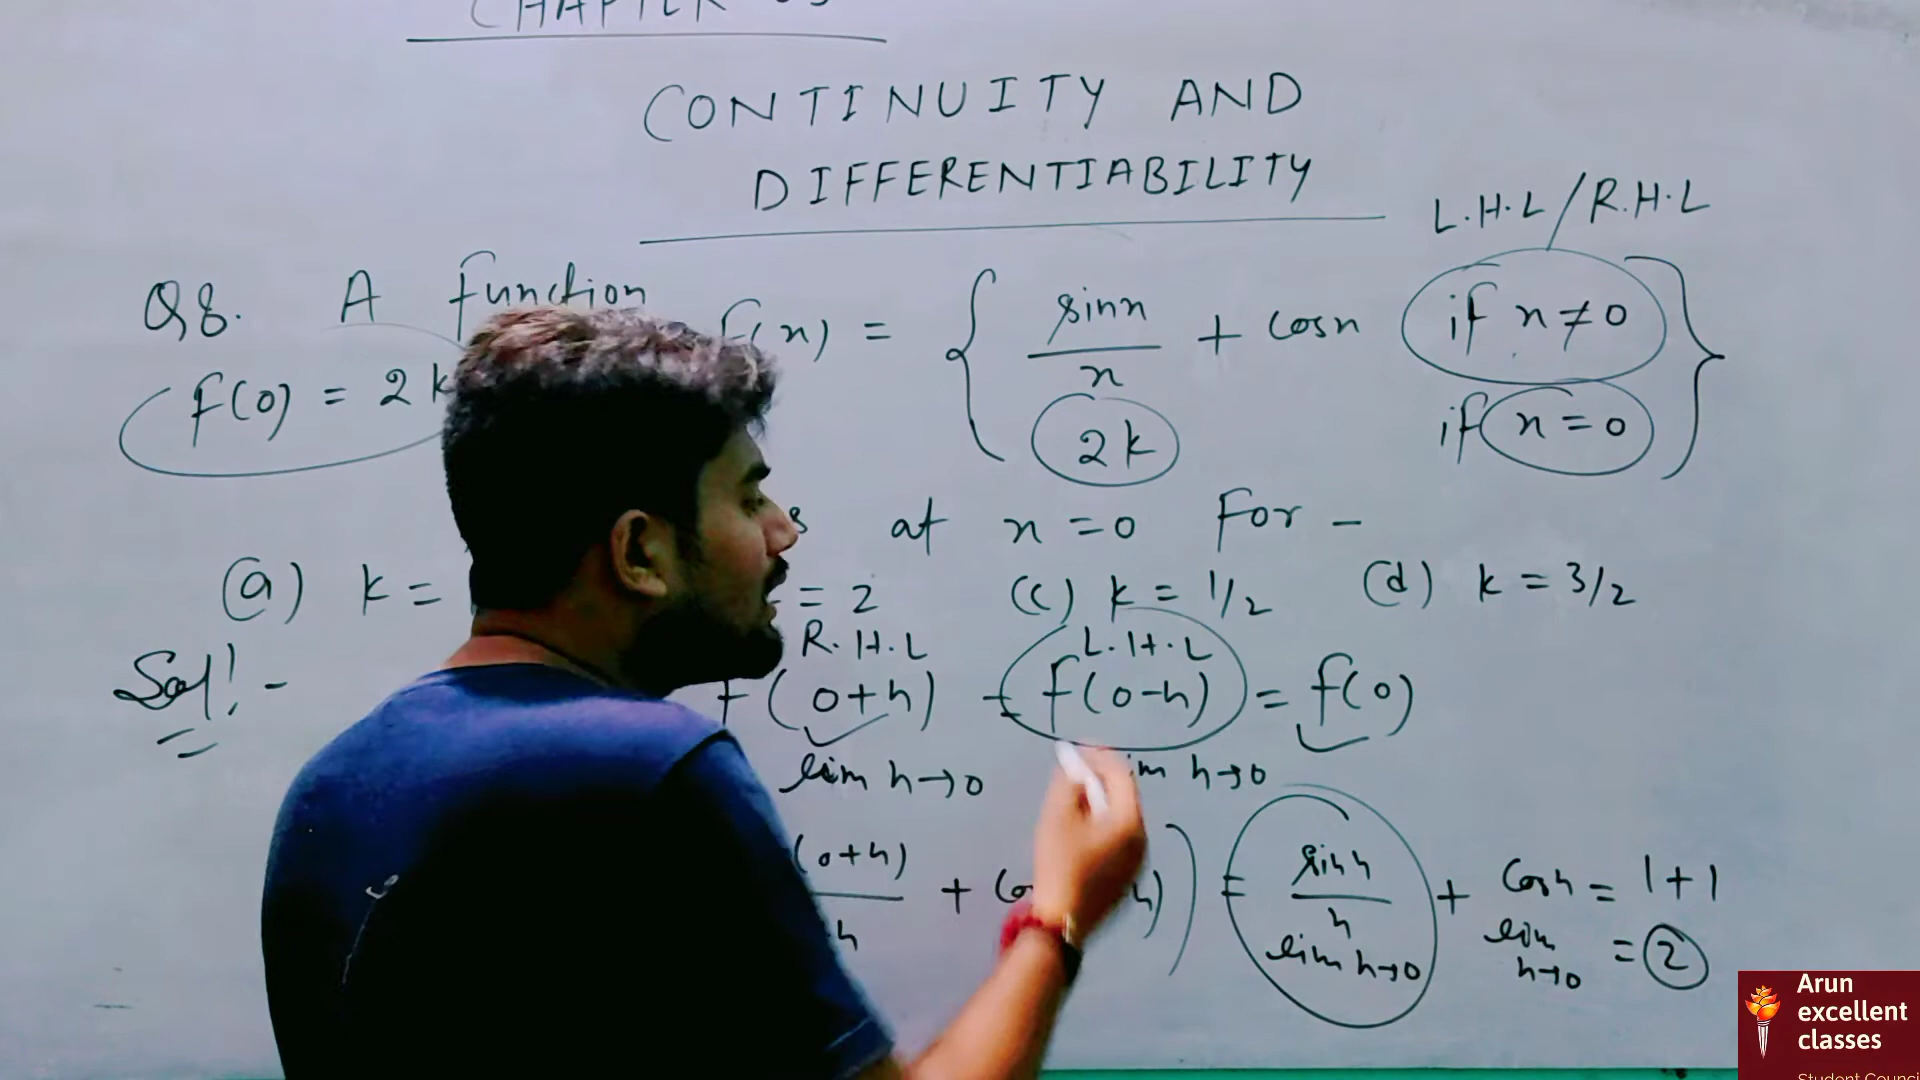 CONTINUITY AND
DIFFERENTIABILITY
L.H.L / R.H.L
Q8. A function f(x) = { sinx/x + cosx if x ≠ 0
f(0) = 2k 2k if x = 0 }
at x = 0 for –
(a) k = = 2 (c) k = 1/2 (d) k = 3/2
Sol! - R.H.L L.H.L
f(0+h) = f(0-h) = f(0)
lim h→0 h→0
(0+h)/h + h) = sinh/h + cosh = 1+1
lim h→0 lim h→0 = 2
Arun
excellent
classes